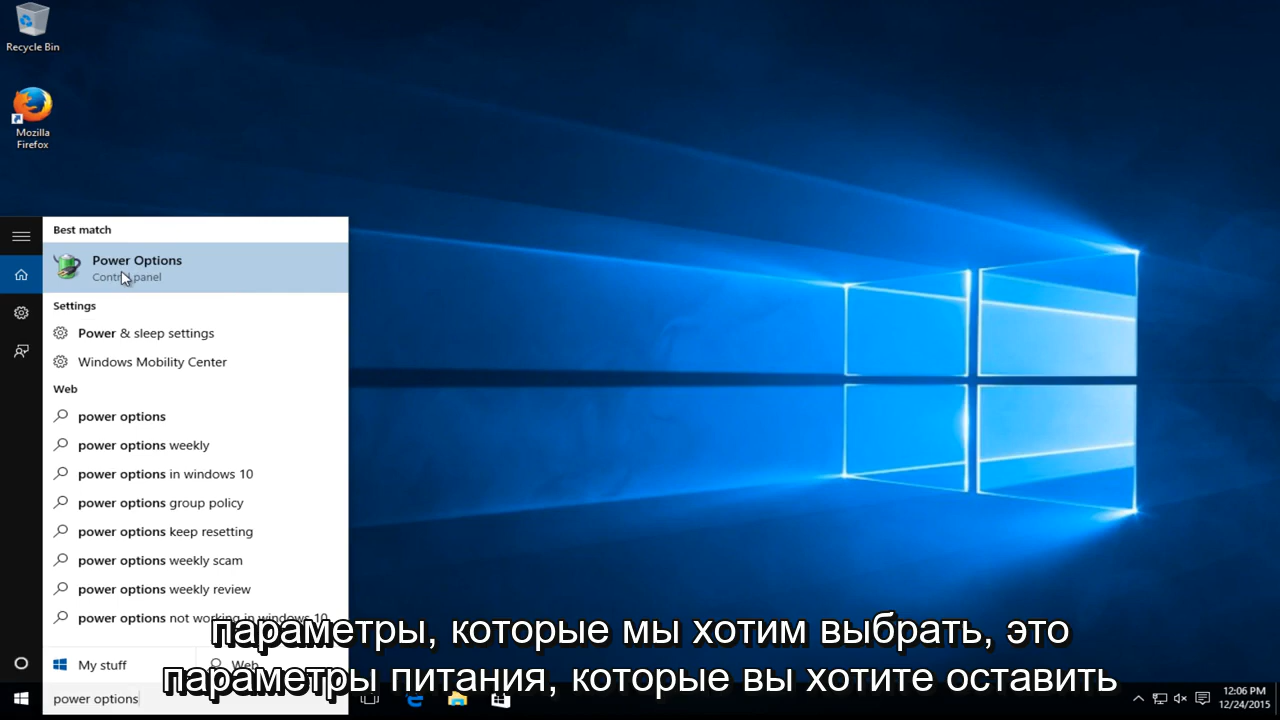 Recycle Bin
Mozilla
Firefox
Best match
Power Options
Control panel
Settings
Power & sleep settings
Windows Mobility Center
Web
power options
power options weekly
power options in windows 10
power options group policy
power options keep resetting
power options weekly scam
power options weekly review
power options not working in windows 10
параметры, которые мы хотим выбрать, это
параметры питания, которые вы хотите оставить
My stuff
Web
power options
12:06 PM
12/24/2015